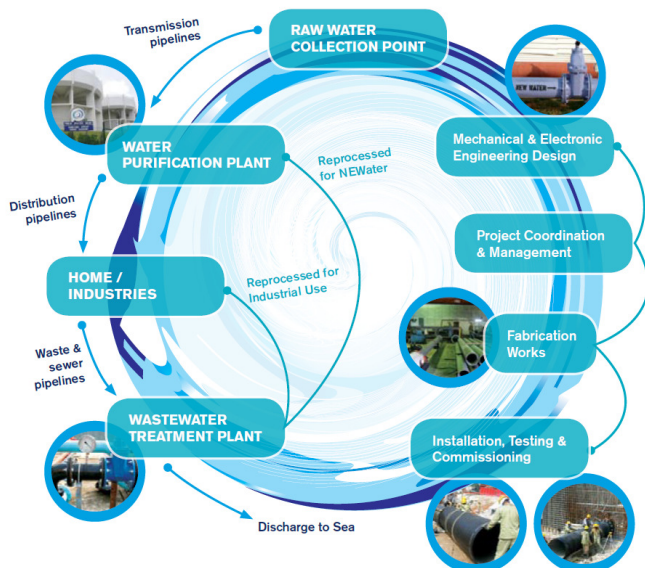 Transmission
pipelines
RAW WATER
COLLECTION POINT
NEW WATER
WATER
PURIFICATION PLANT
Reprocessed
for NEWater
Mechanical & Electronic
Engineering Design
Distribution
pipelines
Project Coordination
& Management
HOME /
INDUSTRIES
Reprocessed for
Industrial Use
Waste &
sewer
pipelines
Fabrication
Works
WASTEWATER
TREATMENT PLANT
Installation, Testing &
Commissioning
Discharge to Sea